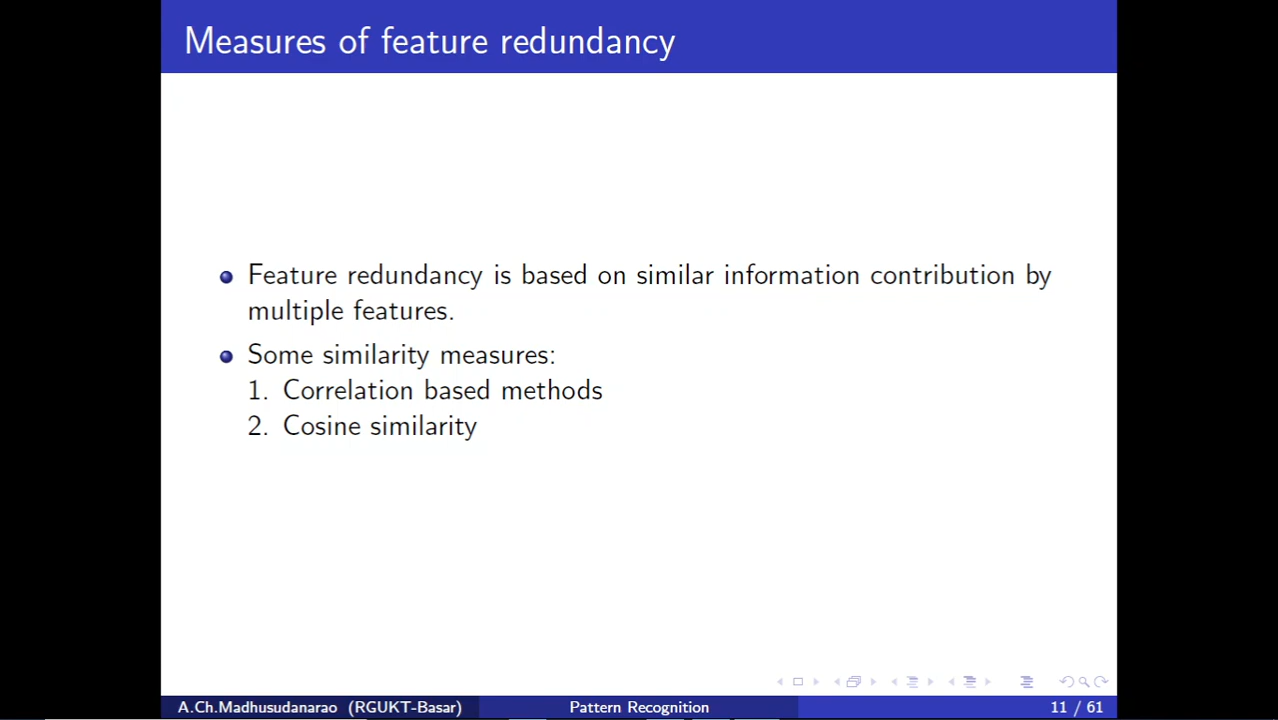 Measures of feature redundancy
Feature redundancy is based on similar information contribution by
multiple features.
Some similarity measures:
1. Correlation based methods
2. Cosine similarity
A.Ch.Madhusudanarao (RGUKT-Basar) Pattern Recognition 11 / 61